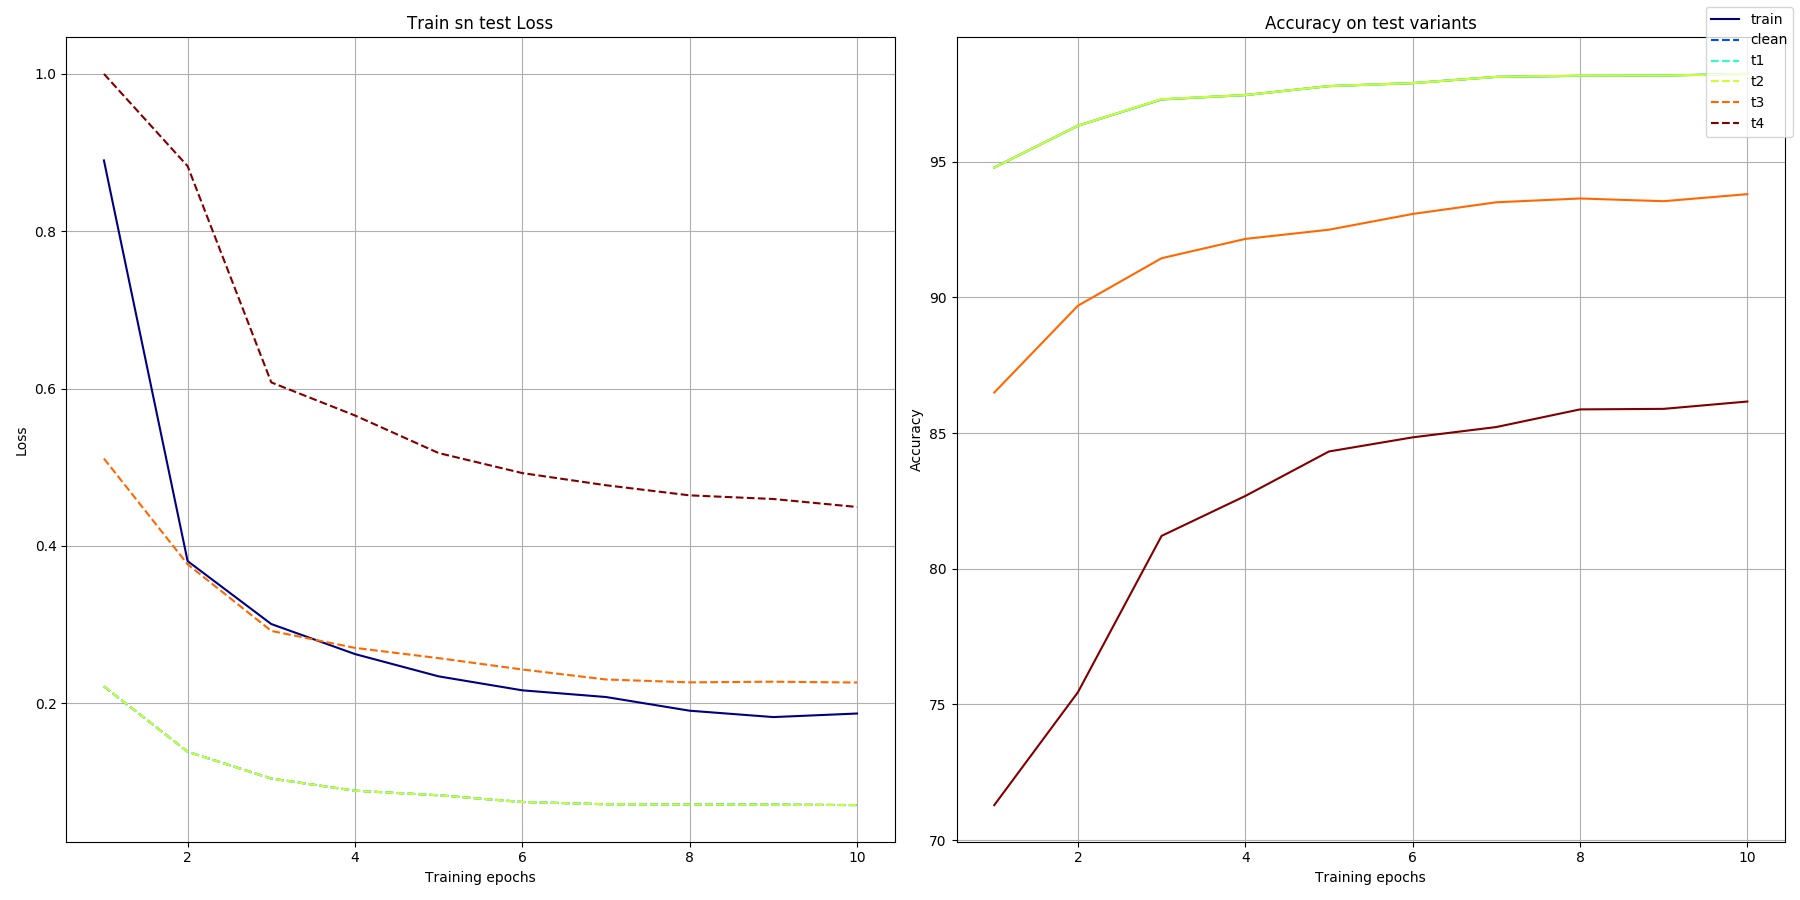 Train sn test Loss
1.0
0.8
0.6
0.4
0.2
Loss
2
4
6
8
10
Training epochs
Accuracy on test variants
95
90
85
80
75
70
Accuracy
2
4
6
8
10
Training epochs
train
clean
t1
t2
t3
t4